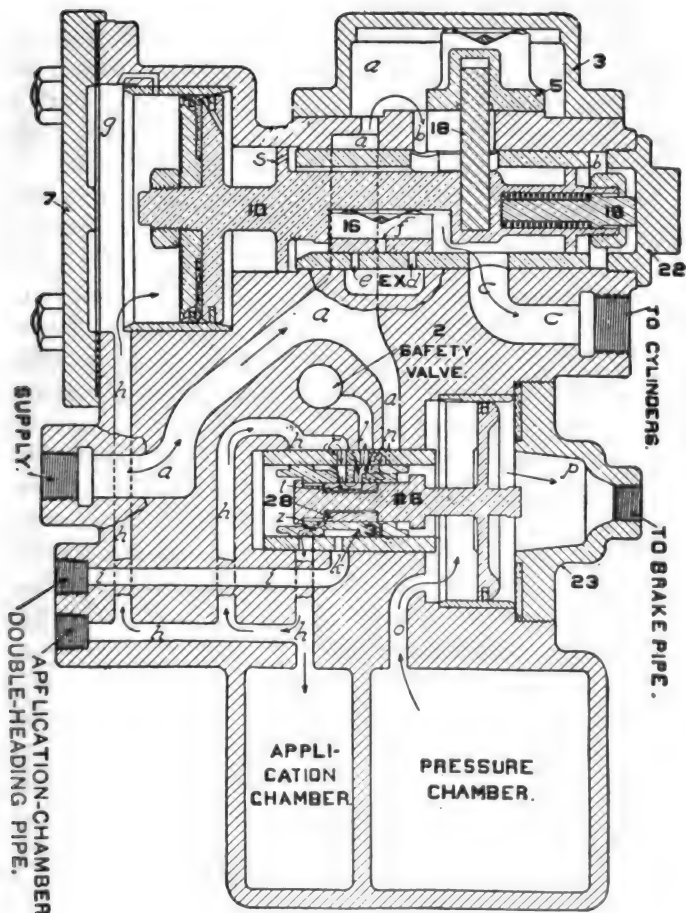 3
5
a
g
18
b
a
b
7
S
10
19
16
f
22
e
EX
d
a
c
c
2
SAFETY
VALVE.
TO CYLINDERS.
h
a
SUPPLY.
a
h
h
h
28
26
P
31
23
TO BRAKE PIPE.
h
h
l
k
h
h
h
o
APPLI-
CATION
CHAMBER.
PRESSURE
CHAMBER.
APPLICATION-CHAMBER
DOUBLE-HEADING PIPE.